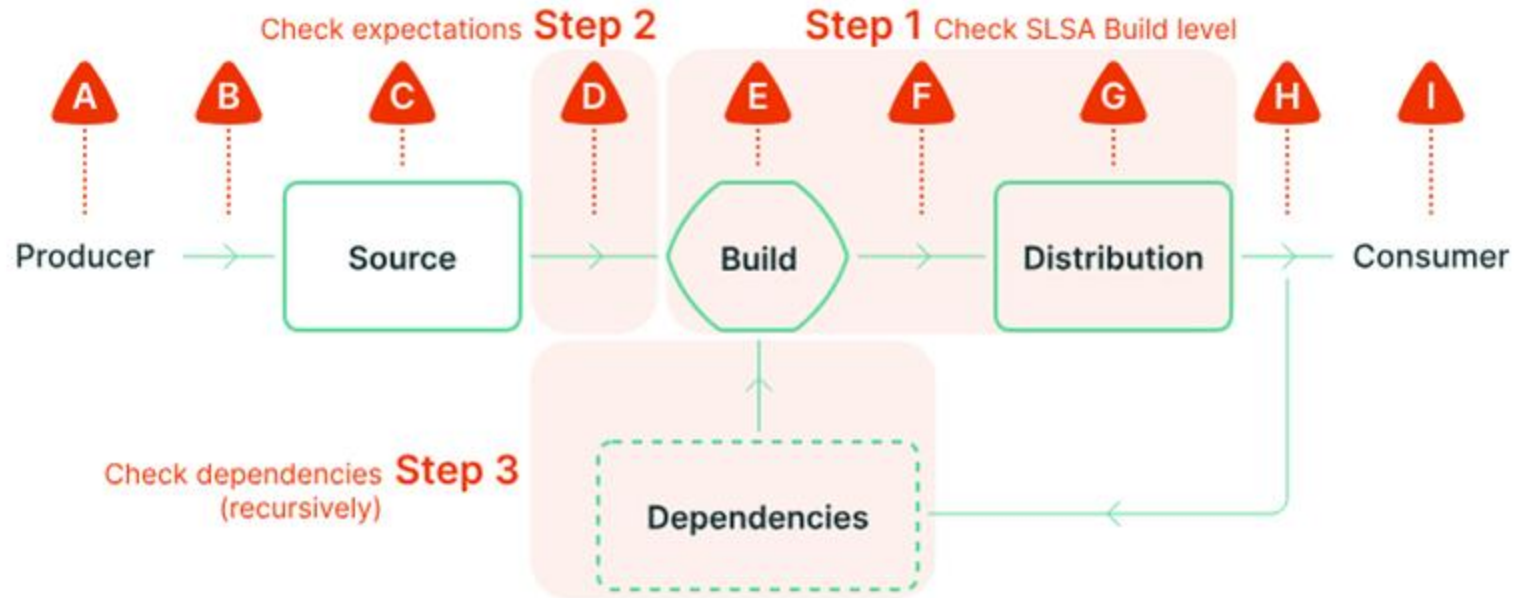 Check expectations Step 2
Step 1 Check SLSA Build level
A B C D E F G H I
Producer Source Build Distribution Consumer
Check dependencies Step 3
(recursively)
Dependencies